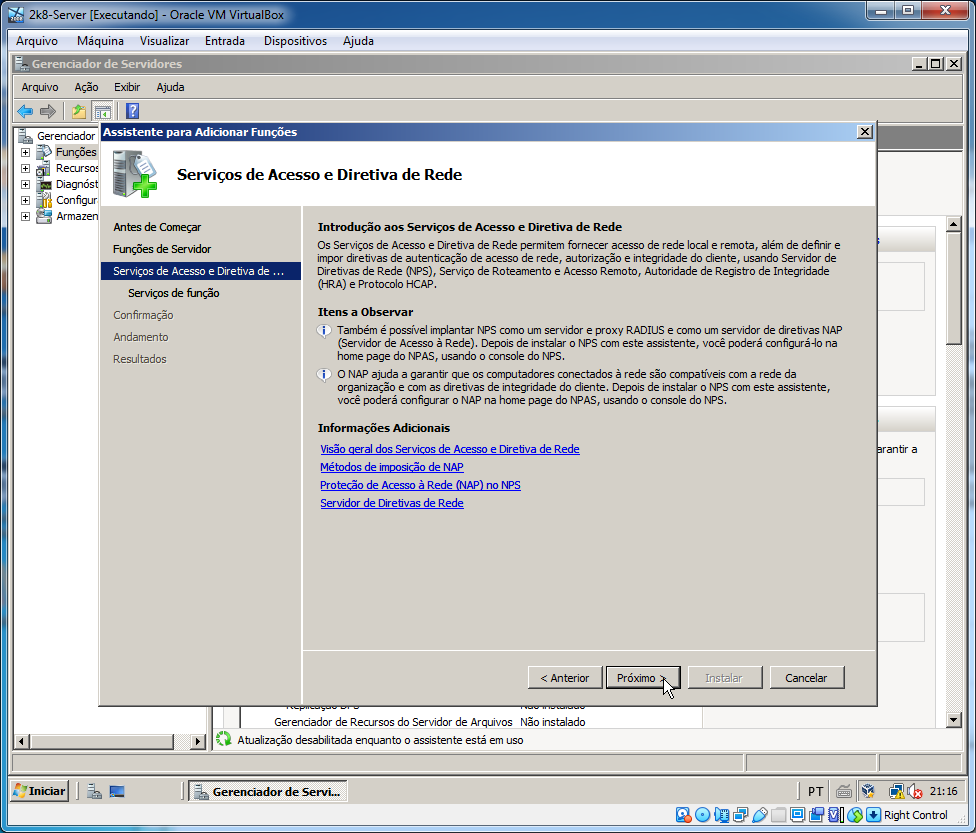 2k8-Server [Executando] - Oracle VM VirtualBox
Arquivo Máquina Visualizar Entrada Dispositivos Ajuda
Gerenciador de Servidores
Arquivo Ação Exibir Ajuda
Gerenciador
Funções
Recursos
Diagnóst
Configur
Armazen
Assistente para Adicionar Funções
Serviços de Acesso e Diretiva de Rede
Antes de Começar
Funções de Servidor
Serviços de Acesso e Diretiva de ...
Serviços de função
Confirmação
Andamento
Resultados
Introdução aos Serviços de Acesso e Diretiva de Rede
Os Serviços de Acesso e Diretiva de Rede permitem fornecer acesso de rede local e remota, além de definir e
impor diretivas de autenticação de acesso de rede, autorização e integridade do cliente, usando Servidor de
Diretivas de Rede (NPS), Serviço de Roteamento e Acesso Remoto, Autoridade de Registro de Integridade
(HRA) e Protocolo HCAP.
Itens a Observar
Também é possível implantar NPS como um servidor e proxy RADIUS e como um servidor de diretivas NAP
(Servidor de Acesso à Rede). Depois de instalar o NPS com este assistente, você poderá configurá-lo na
home page do NPAS, usando o console do NPS.
O NAP ajuda a garantir que os computadores conectados à rede são compatíveis com a rede da
organização e com as diretivas de integridade do cliente. Depois de instalar o NPS com este assistente,
você poderá configurar o NAP na home page do NPAS, usando o console do NPS.
Informações Adicionais
Visão geral dos Serviços de Acesso e Diretiva de Rede
Métodos de imposição de NAP
Proteção de Acesso à Rede (NAP) no NPS
Servidor de Diretivas de Rede
arantir a
< Anterior Próximo > Instalar Cancelar
Gerenciador de Recursos do Servidor de Arquivos Não instalado
Atualização desabilitada enquanto o assistente está em uso
Iniciar Gerenciador de Servi... PT 21:16
Right Control